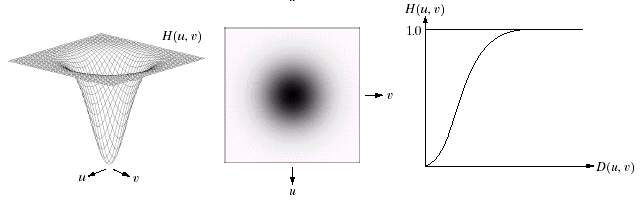 H(u, v)
u
v
v
u
H(u, v)
1.0
D(u, v)